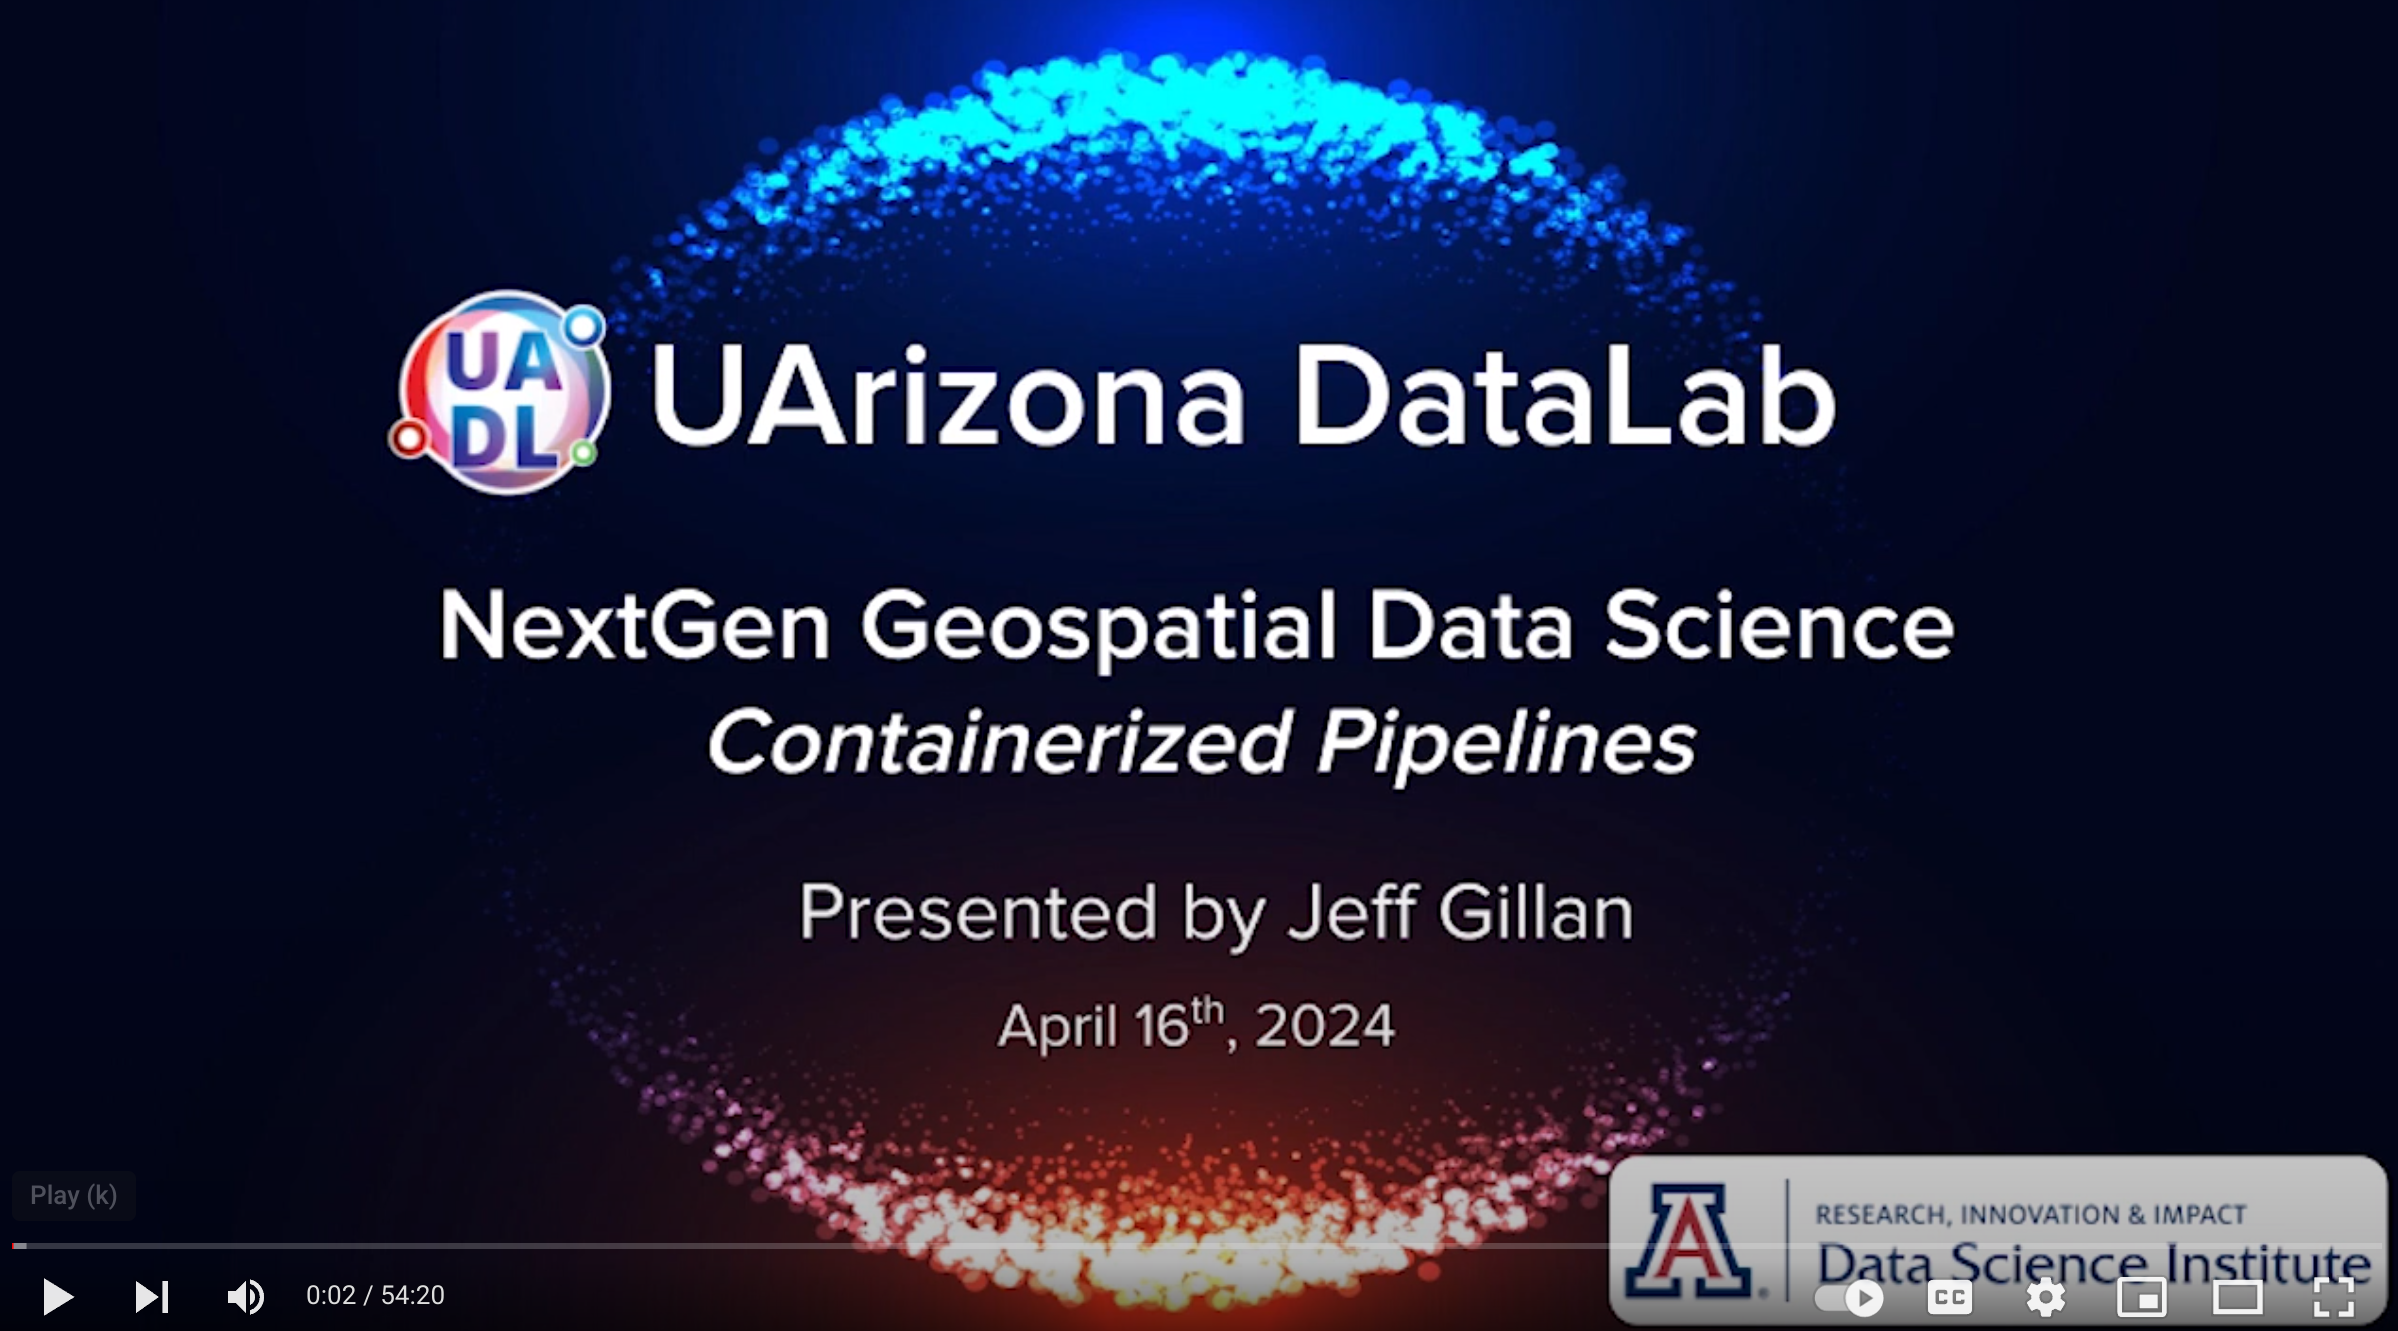 UA
DL
UArizona DataLab
NextGen Geospatial Data Science
Containerized Pipelines
Presented by Jeff Gillan
April 16th, 2024
Play (k)
RESEARCH, INNOVATION & IMPACT
A
Data Science Institute
0:02 / 54:20
CC